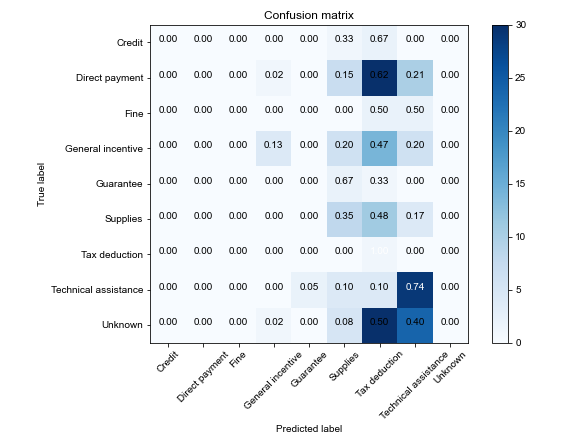 Confusion matrix
Credit 0.00 0.00 0.00 0.00 0.00 0.33 0.67 0.00 0.00
Direct payment 0.00 0.00 0.00 0.02 0.00 0.15 0.62 0.21 0.00
Fine 0.00 0.00 0.00 0.00 0.00 0.00 0.50 0.50 0.00
General incentive 0.00 0.00 0.00 0.13 0.00 0.20 0.47 0.20 0.00
Guarantee 0.00 0.00 0.00 0.00 0.00 0.67 0.33 0.00 0.00
Supplies 0.00 0.00 0.00 0.00 0.00 0.35 0.48 0.17 0.00
Tax deduction 0.00 0.00 0.00 0.00 0.00 0.00 1.00 0.00 0.00
Technical assistance 0.00 0.00 0.00 0.00 0.05 0.10 0.10 0.74 0.00
Unknown 0.00 0.00 0.00 0.02 0.00 0.08 0.50 0.40 0.00
True label
Credit
Direct payment
Fine
General incentive
Guarantee
Supplies
Tax deduction
Technical assistance
Unknown
Predicted label
30
25
20
15
10
5
0